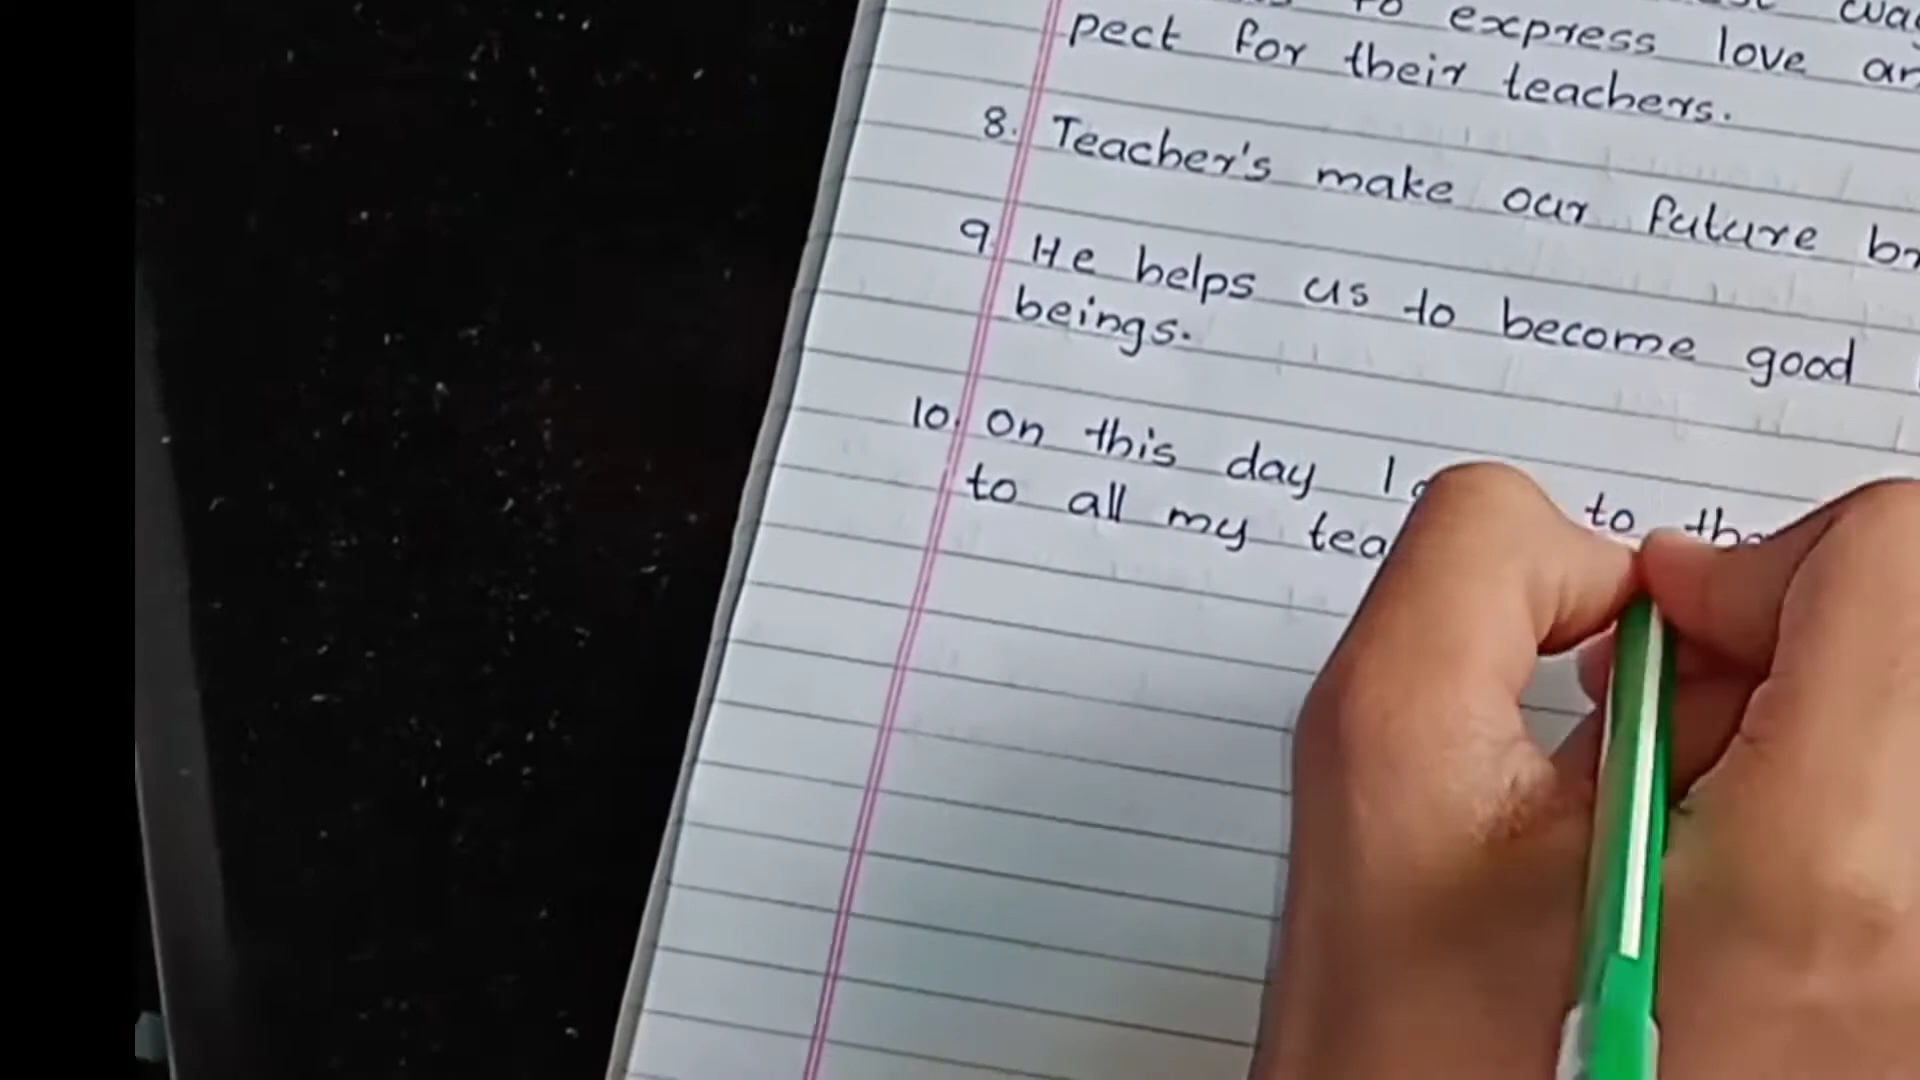 to express love
pect for their teachers.
8. Teacher's make our future
9. He helps us to become good
beings.
10. On this day I to
to all my